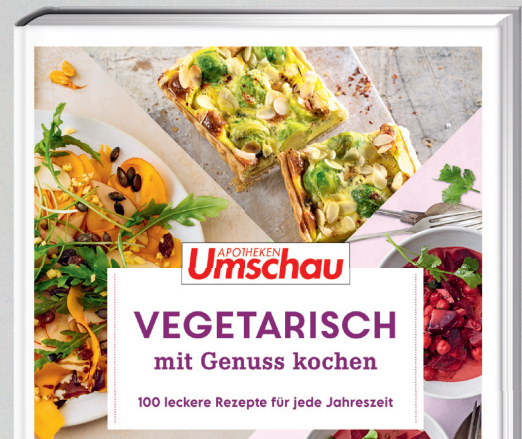 APOTHEKEN
Umschau
VEGETARISCH
mit Genuss kochen
100 leckere Rezepte für jede Jahreszeit